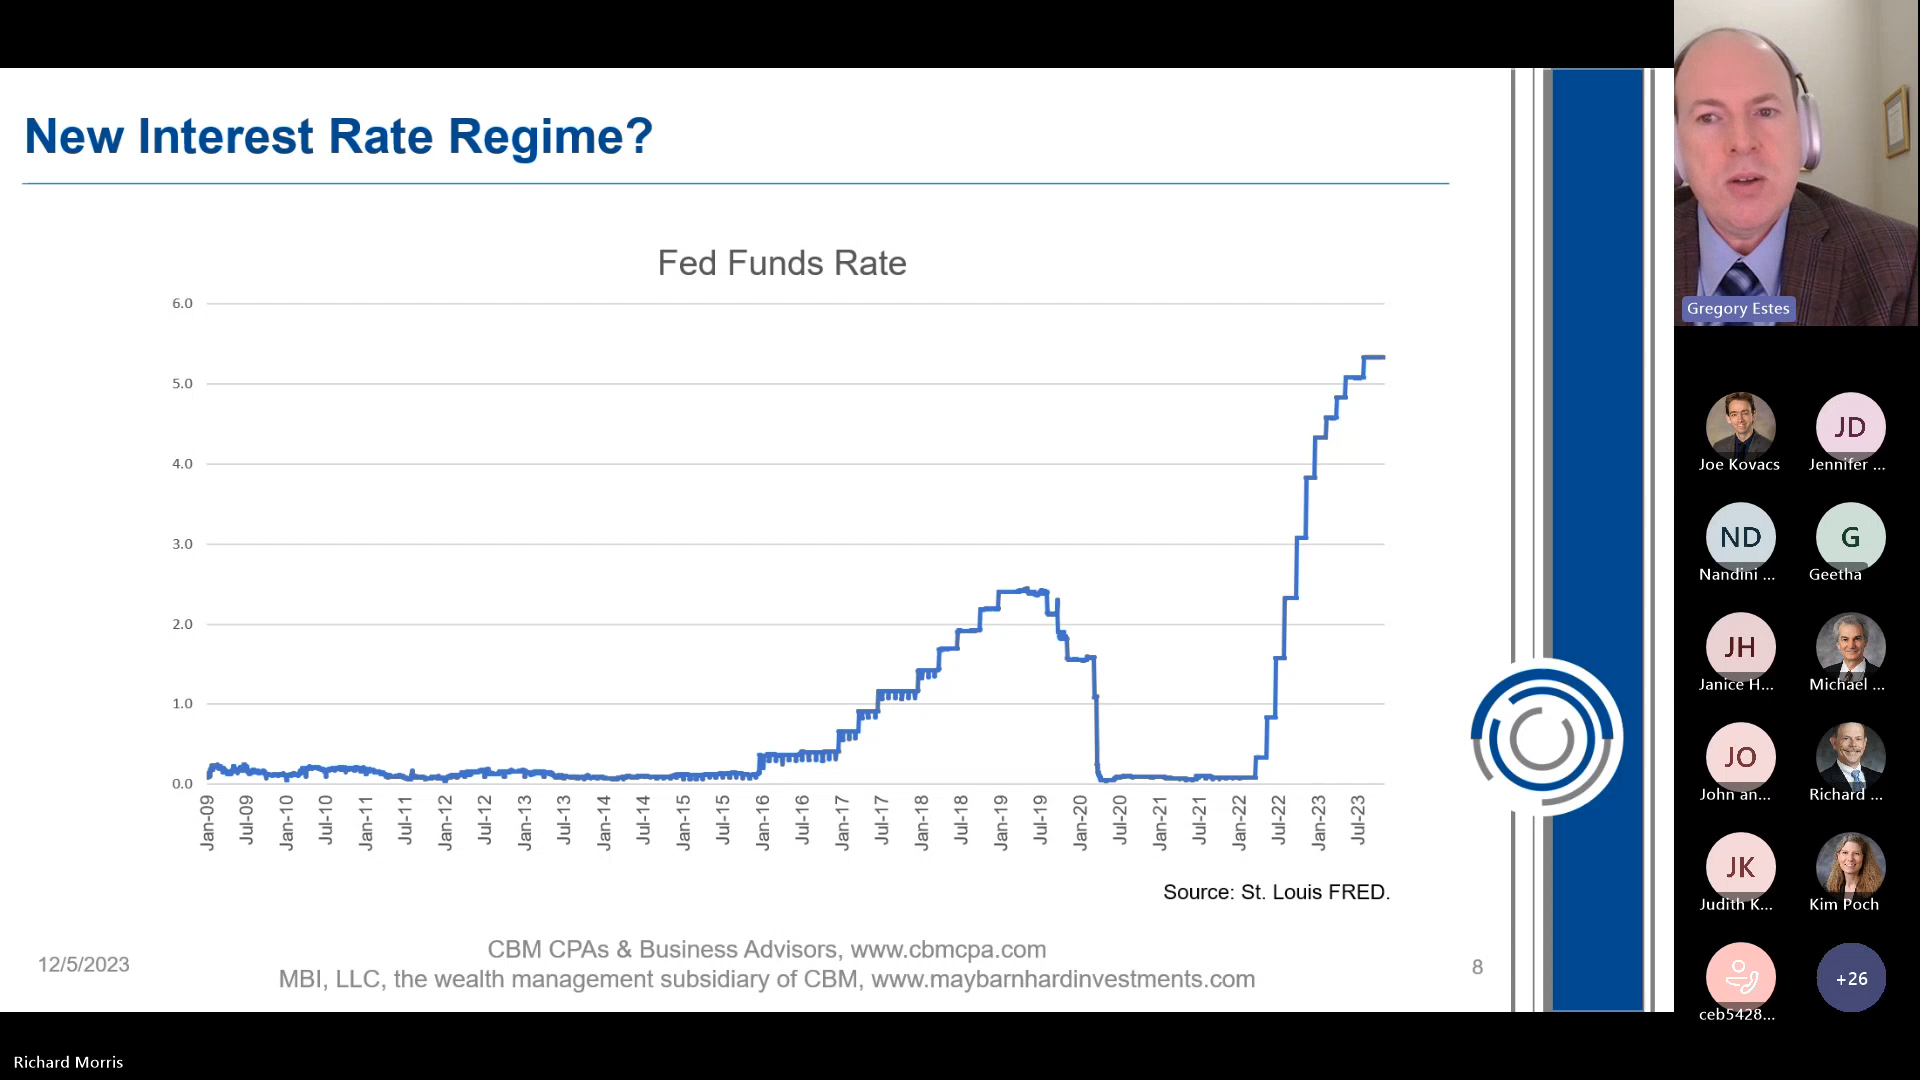 New Interest Rate Regime?
Fed Funds Rate
6.0
5.0
4.0
3.0
2.0
1.0
0.0
Jan-09
Jul-09
Jan-10
Jul-10
Jan-11
Jul-11
Jan-12
Jul-12
Jan-13
Jul-13
Jan-14
Jul-14
Jan-15
Jul-15
Jan-16
Jul-16
Jan-17
Jul-17
Jan-18
Jul-18
Jan-19
Jul-19
Jan-20
Jul-20
Jan-21
Jul-21
Jan-22
Jul-22
Jan-23
Jul-23
Source: St. Louis FRED.
12/5/2023
CBM CPAs & Business Advisors, www.cbmcpa.com
MBI, LLC, the wealth management subsidiary of CBM, www.maybarnhardinvestments.com
8
Gregory Estes
Joe Kovacs
JD
Jennifer ...
ND
Nandini ...
G
Geetha
JH
Janice H...
Michael ...
JO
John an...
Richard ...
JK
Judith K...
Kim Poch
ceb5428...
+26
Richard Morris